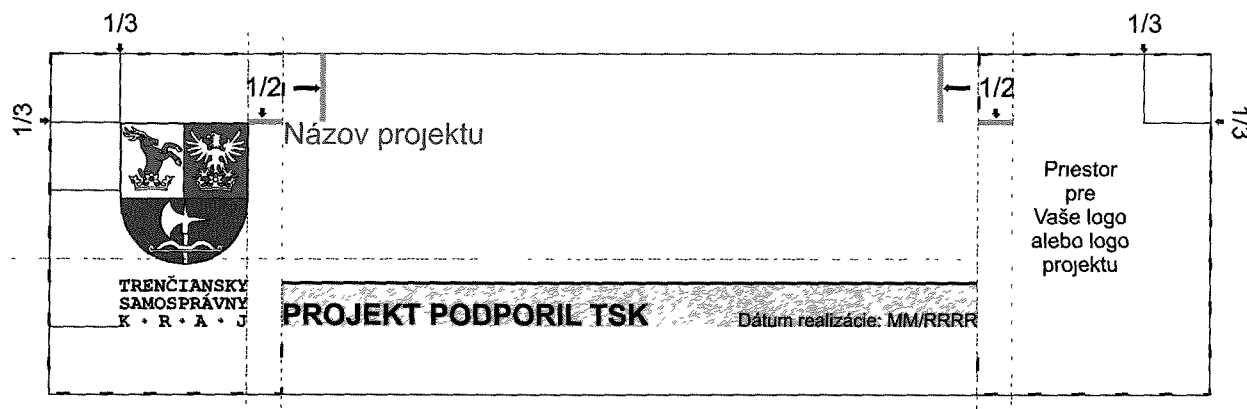 1/3
1/3
1/2
1/2
1/3
1/3
Názov projektu
Priestor
pre
Vaše logo
alebo logo
projektu
TRENČIANSKY
SAMOSPRÁVNY
K • R • A • J
PROJEKT PODPORIL TSK
Dátum realizácie: MM/RRRR